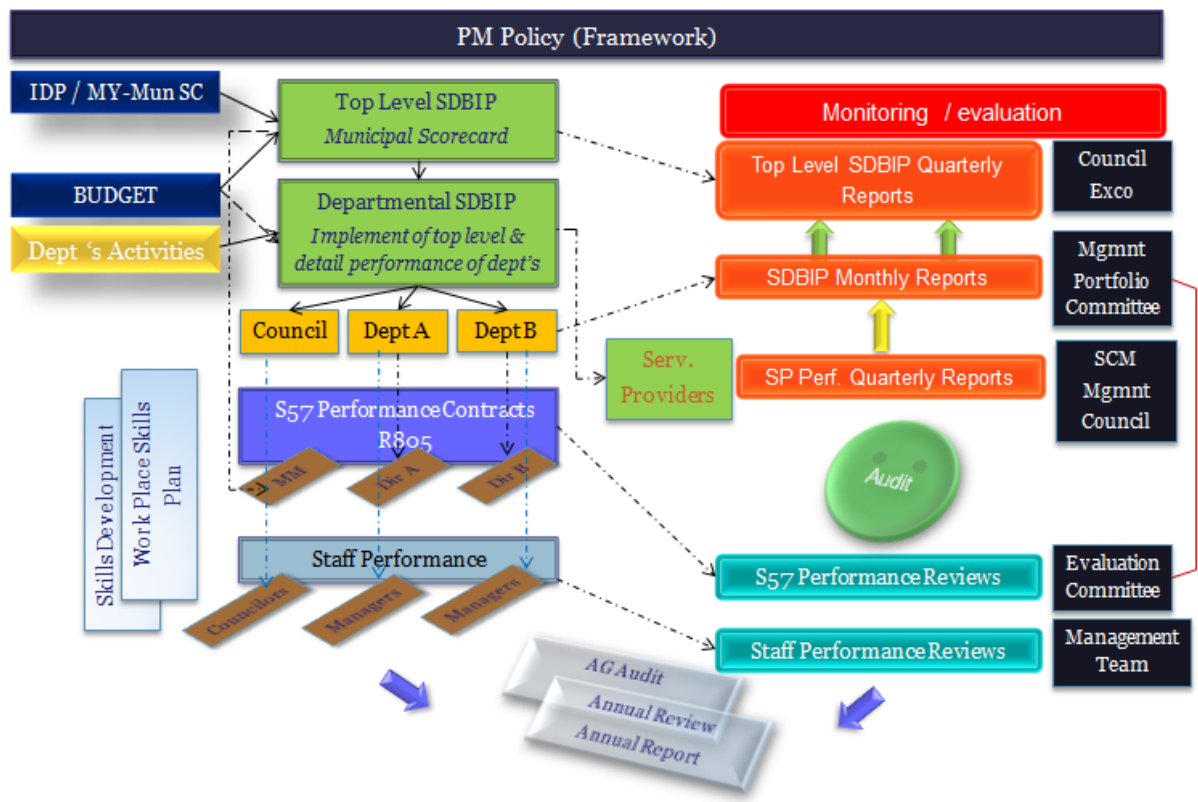 PM Policy (Framework)
IDP / MY-Mun SC
BUDGET
Dept ‘s Activities
Top Level SDBIP
Municipal Scorecard
Departmental SDBIP
Implement of top level &
detail performance of dept's
Council
Dept A
Dept B
Serv.
Providers
S57 Performance Contracts
R805
MM
Dir A
Dir B
Skills Development
Work Place Skills
Plan
Staff Performance
Councilors
Managers
Managers
Monitoring / evaluation
Top Level SDBIP Quarterly
Reports
Council
Exco
SDBIP Monthly Reports
Mgmnt
Portfolio
Committee
SP Perf. Quarterly Reports
SCM
Mgmnt
Council
Audit
S57 Performance Reviews
Evaluation
Committee
Staff Performance Reviews
Management
Team
AG Audit
Annual Review
Annual Report